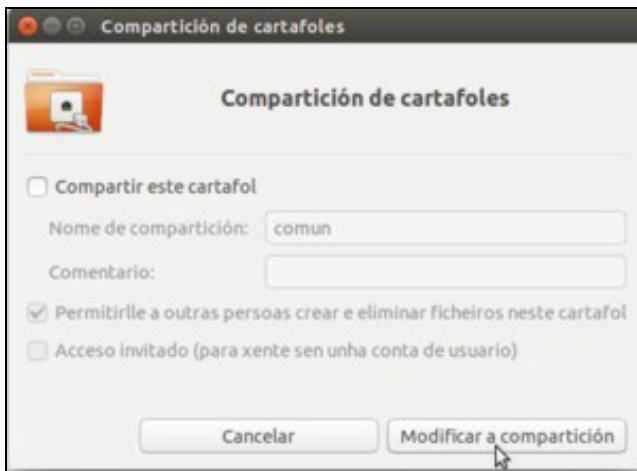 Compartición de cartafoles
Compartición de cartafoles
Compartir este cartafol
Nome de compartición: comun
Comentario:
Permitirlle a outras persoas crear e eliminar ficheiros neste cartafol
Acceso invitado (para xente sen unha conta de usuario)
Cancelar Modificar a compartición